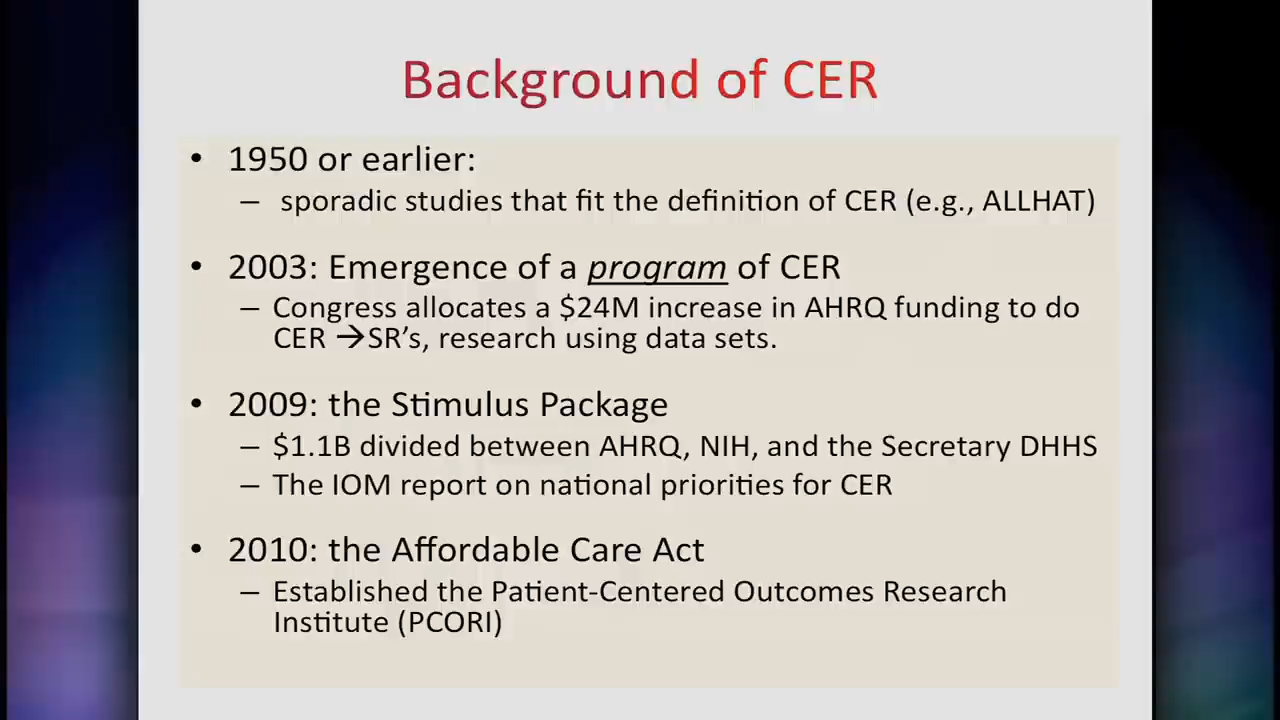 Background of CER
• 1950 or earlier:
– sporadic studies that fit the definition of CER (e.g., ALLHAT)
• 2003: Emergence of a program of CER
– Congress allocates a $24M increase in AHRQ funding to do
CER →SR’s, research using data sets.
• 2009: the Stimulus Package
– $1.1B divided between AHRQ, NIH, and the Secretary DHHS
– The IOM report on national priorities for CER
• 2010: the Affordable Care Act
– Established the Patient-Centered Outcomes Research
Institute (PCORI)